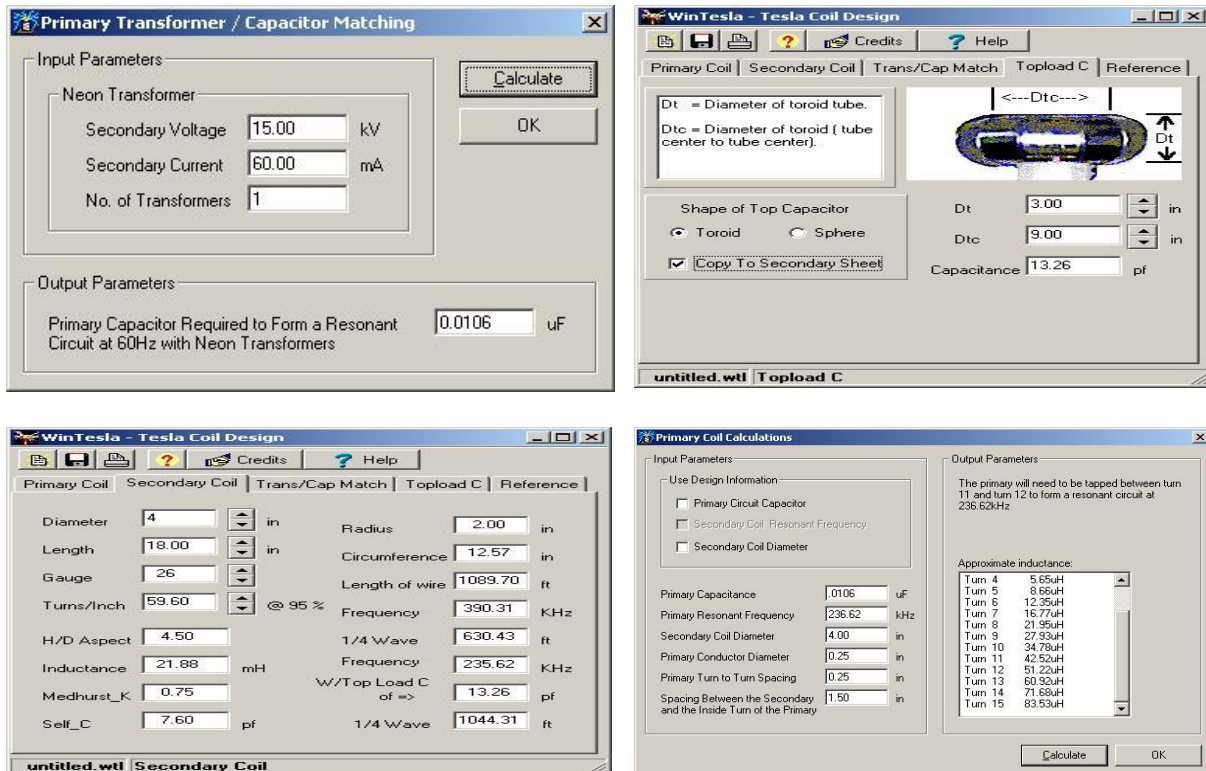 Primary Transformer / Capacitor Matching
Input Parameters
Neon Transformer
Secondary Voltage 15.00 kV
Secondary Current 60.00 mA
No. of Transformers 1
Calculate
OK
Output Parameters
Primary Capacitor Required to Form a Resonant 0.0106 uF
Circuit at 60Hz with Neon Transformers
WinTesla - Tesla Coil Design
? Credits ? Help
Primary Coil Secondary Coil Trans/Cap Match Topload C Reference
Dt = Diameter of toroid tube.
Dtc = Diameter of toroid ( tube
center to tube center).
<---Dtc--->
Dt
Shape of Top Capacitor
Toroid Sphere
Copy To Secondary Sheet
Dt 3.00 in
Dtc 9.00 in
Capacitance 13.26 pf
untitled.wtl Topload C
WinTesla - Tesla Coil Design
? Credits ? Help
Primary Coil Secondary Coil Trans/Cap Match Topload C Reference
Diameter 4 in
Length 18.00 in
Gauge 26
Turns/Inch 59.60 @ 95 %
H/D Aspect 4.50
Inductance 21.88 mH
Medhurst_K 0.75
Self_C 7.60 pf
Radius 2.00 in
Circumference 12.57 in
Length of wire 1089.70 ft
Frequency 390.31 KHz
1/4 Wave 630.43 ft
Frequency 235.62 KHz
W/Top Load C
of => 13.26 pf
1/4 Wave 1044.31 ft
untitled.wtl Secondary Coil
Primary Coil Calculations
Input Parameters
Use Design Information
Primary Circuit Capacitor
Secondary Coil Resonant Frequency
Secondary Coil Diameter
Primary Capacitance .0106 uF
Primary Resonant Frequency 236.62 kHz
Secondary Coil Diameter 4.00 in
Primary Conductor Diameter 0.25 in
Primary Turn to Turn Spacing 0.25 in
Spacing Between the Secondary 1.50 in
and the Inside Turn of the Primary
Output Parameters
The primary will need to be tapped between turn
11 and turn 12 to form a resonant circuit at
236.62kHz
Approximate inductance:
Turn 4 5.65uH
Turn 5 8.66uH
Turn 6 12.35uH
Turn 7 16.77uH
Turn 8 21.95uH
Turn 9 27.93uH
Turn 10 34.78uH
Turn 11 42.52uH
Turn 12 51.22uH
Turn 13 60.92uH
Turn 14 71.68uH
Turn 15 83.53uH
Calculate
OK